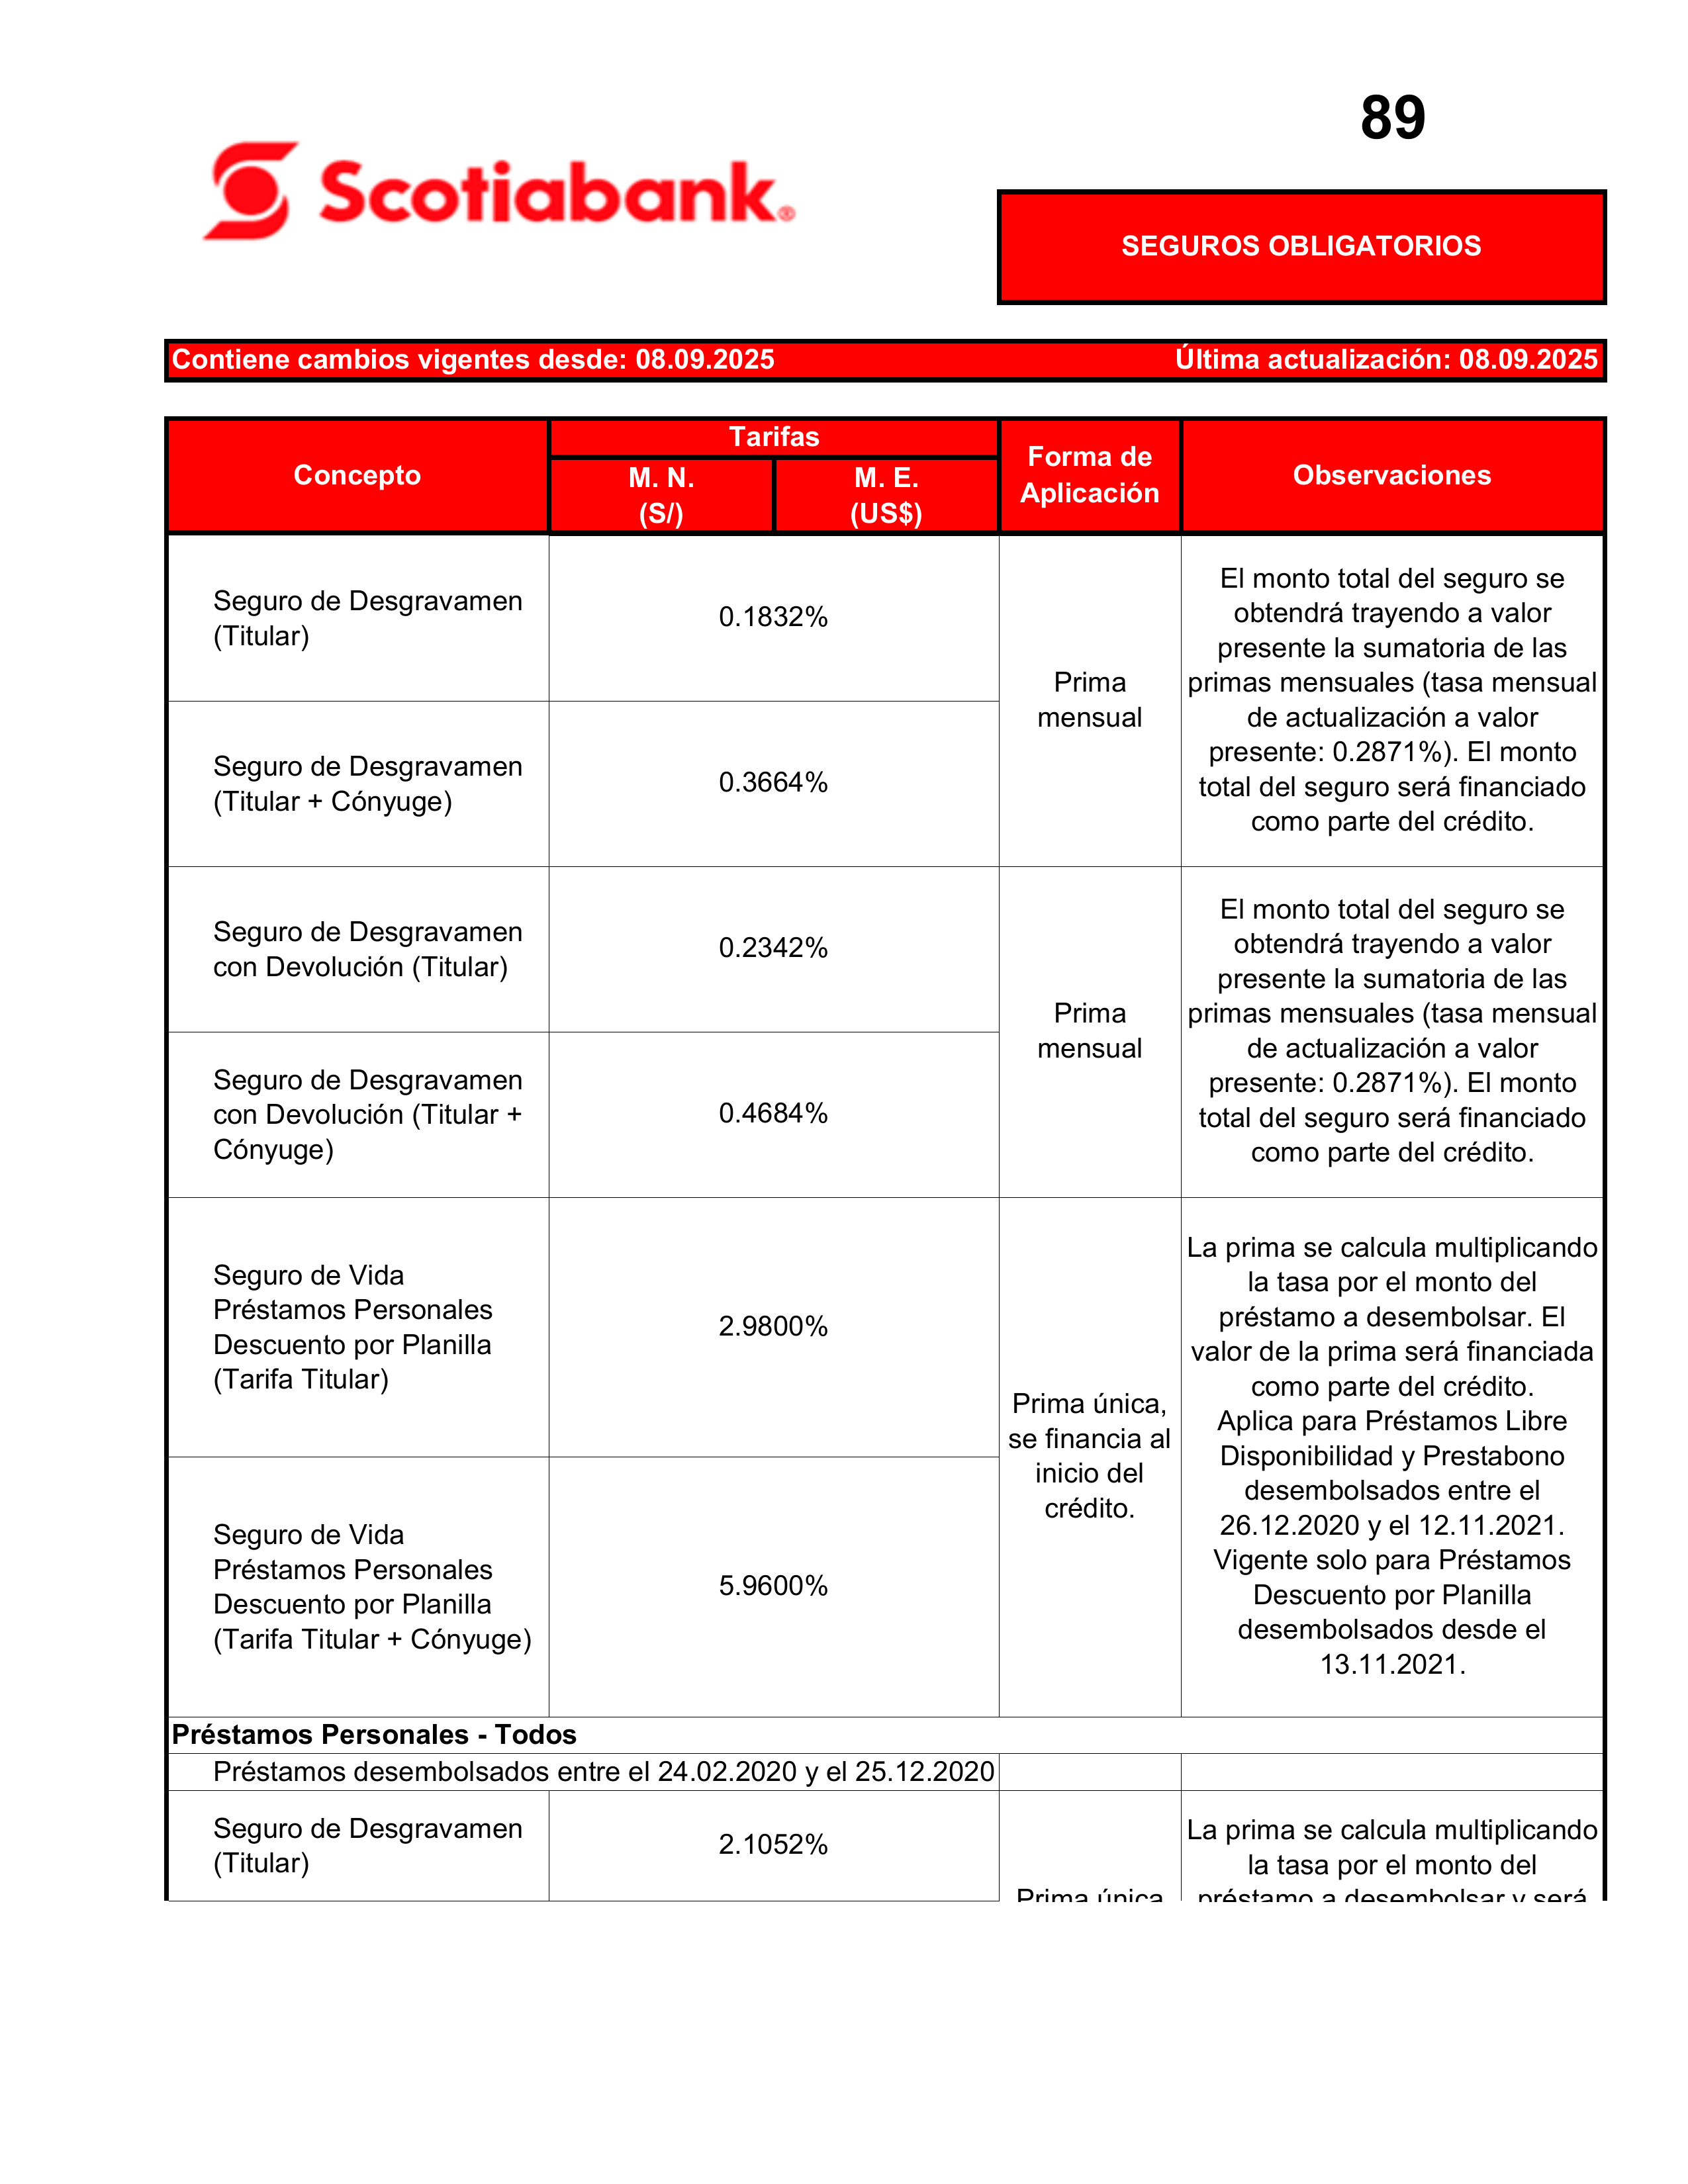 89
Scotiabank®
SEGUROS OBLIGATORIOS
Contiene cambios vigentes desde: 08.09.2025 Última actualización: 08.09.2025
Concepto
Tarifas
M. N.
(S/)
M. E.
(US$)
Forma de
Aplicación
Observaciones
Seguro de Desgravamen
(Titular)
0.1832%
Seguro de Desgravamen
(Titular + Cónyuge)
0.3664%
Prima
mensual
El monto total del seguro se
obtendrá trayendo a valor
presente la sumatoria de las
primas mensuales (tasa mensual
de actualización a valor
presente: 0.2871%). El monto
total del seguro será financiado
como parte del crédito.
Seguro de Desgravamen
con Devolución (Titular)
0.2342%
Seguro de Desgravamen
con Devolución (Titular +
Cónyuge)
0.4684%
Prima
mensual
El monto total del seguro se
obtendrá trayendo a valor
presente la sumatoria de las
primas mensuales (tasa mensual
de actualización a valor
presente: 0.2871%). El monto
total del seguro será financiado
como parte del crédito.
Seguro de Vida
Préstamos Personales
Descuento por Planilla
(Tarifa Titular)
2.9800%
Seguro de Vida
Préstamos Personales
Descuento por Planilla
(Tarifa Titular + Cónyuge)
5.9600%
Prima única,
se financia al
inicio del
crédito.
La prima se calcula multiplicando
la tasa por el monto del
préstamo a desembolsar. El
valor de la prima será financiada
como parte del crédito.
Aplica para Préstamos Libre
Disponibilidad y Prestabono
desembolsados entre el
26.12.2020 y el 12.11.2021.
Vigente solo para Préstamos
Descuento por Planilla
desembolsados desde el
13.11.2021.
Préstamos Personales - Todos
Préstamos desembolsados entre el 24.02.2020 y el 25.12.2020
Seguro de Desgravamen
(Titular)
2.1052%
Prima única
La prima se calcula multiplicando
la tasa por el monto del
préstamo a desembolsar y será